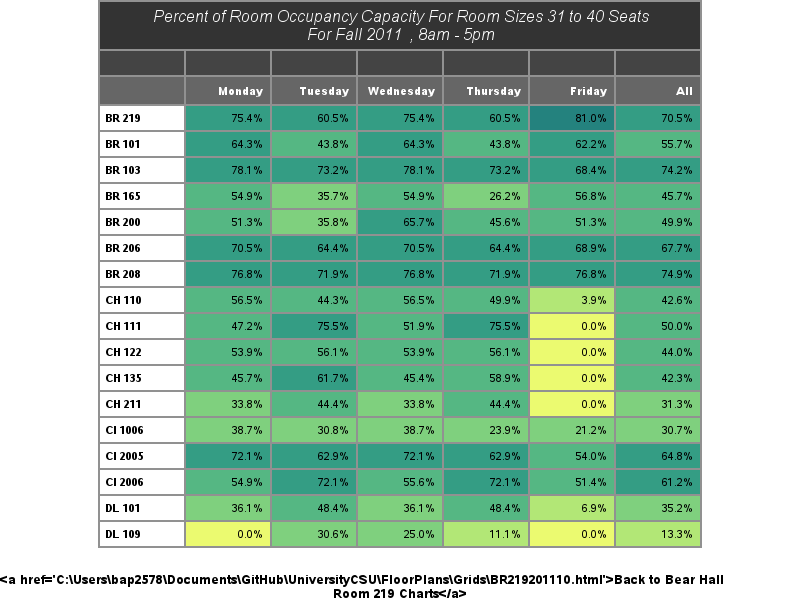 Percent of Room Occupancy Capacity For Room Sizes 31 to 40 Seats
For Fall 2011 , 8am - 5pm
Monday Tuesday Wednesday Thursday Friday All
BR 219 75.4% 60.5% 75.4% 60.5% 81.0% 70.5%
BR 101 64.3% 43.8% 64.3% 43.8% 62.2% 55.7%
BR 103 78.1% 73.2% 78.1% 73.2% 68.4% 74.2%
BR 165 54.9% 35.7% 54.9% 26.2% 56.8% 45.7%
BR 200 51.3% 35.8% 65.7% 45.6% 51.3% 49.9%
BR 206 70.5% 64.4% 70.5% 64.4% 68.9% 67.7%
BR 208 76.8% 71.9% 76.8% 71.9% 76.8% 74.9%
CH 110 56.5% 44.3% 56.5% 49.9% 3.9% 42.6%
CH 111 47.2% 75.5% 51.9% 75.5% 0.0% 50.0%
CH 122 53.9% 56.1% 53.9% 56.1% 0.0% 44.0%
CH 135 45.7% 61.7% 45.4% 58.9% 0.0% 42.3%
CH 211 33.8% 44.4% 33.8% 44.4% 0.0% 31.3%
CI 1006 38.7% 30.8% 38.7% 23.9% 21.2% 30.7%
CI 2005 72.1% 62.9% 72.1% 62.9% 54.0% 64.8%
CI 2006 54.9% 72.1% 55.6% 72.1% 51.4% 61.2%
DL 101 36.1% 48.4% 36.1% 48.4% 6.9% 35.2%
DL 109 0.0% 30.6% 25.0% 11.1% 0.0% 13.3%
<a href='C:\Users\bap2578\Documents\GitHub\UniversityCSU\FloorPlans\Grids\BR219201110.html'>Back to Bear Hall
Room 219 Charts</a>